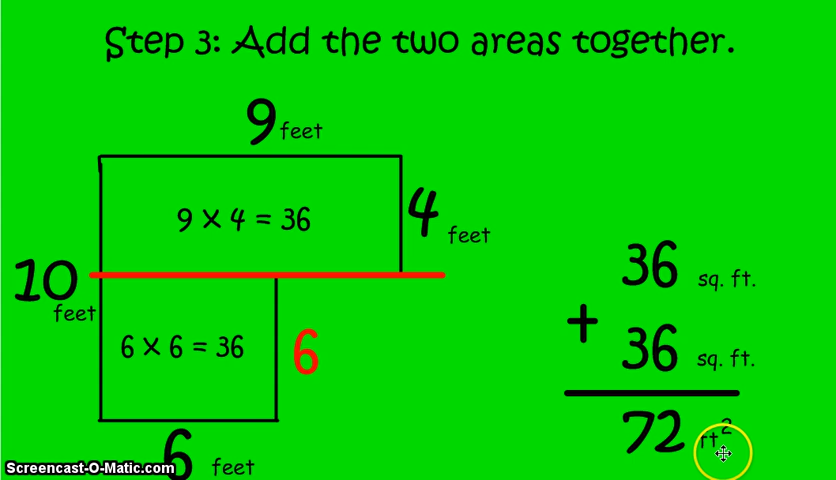 Step 3: Add the two areas together.
9 feet
9 x 4 = 36
4 feet
10 feet
6 x 6 = 36
6
6 feet
36 sq. ft.
+
36 sq. ft.
72 ft²
Screencast-O-Matic.com